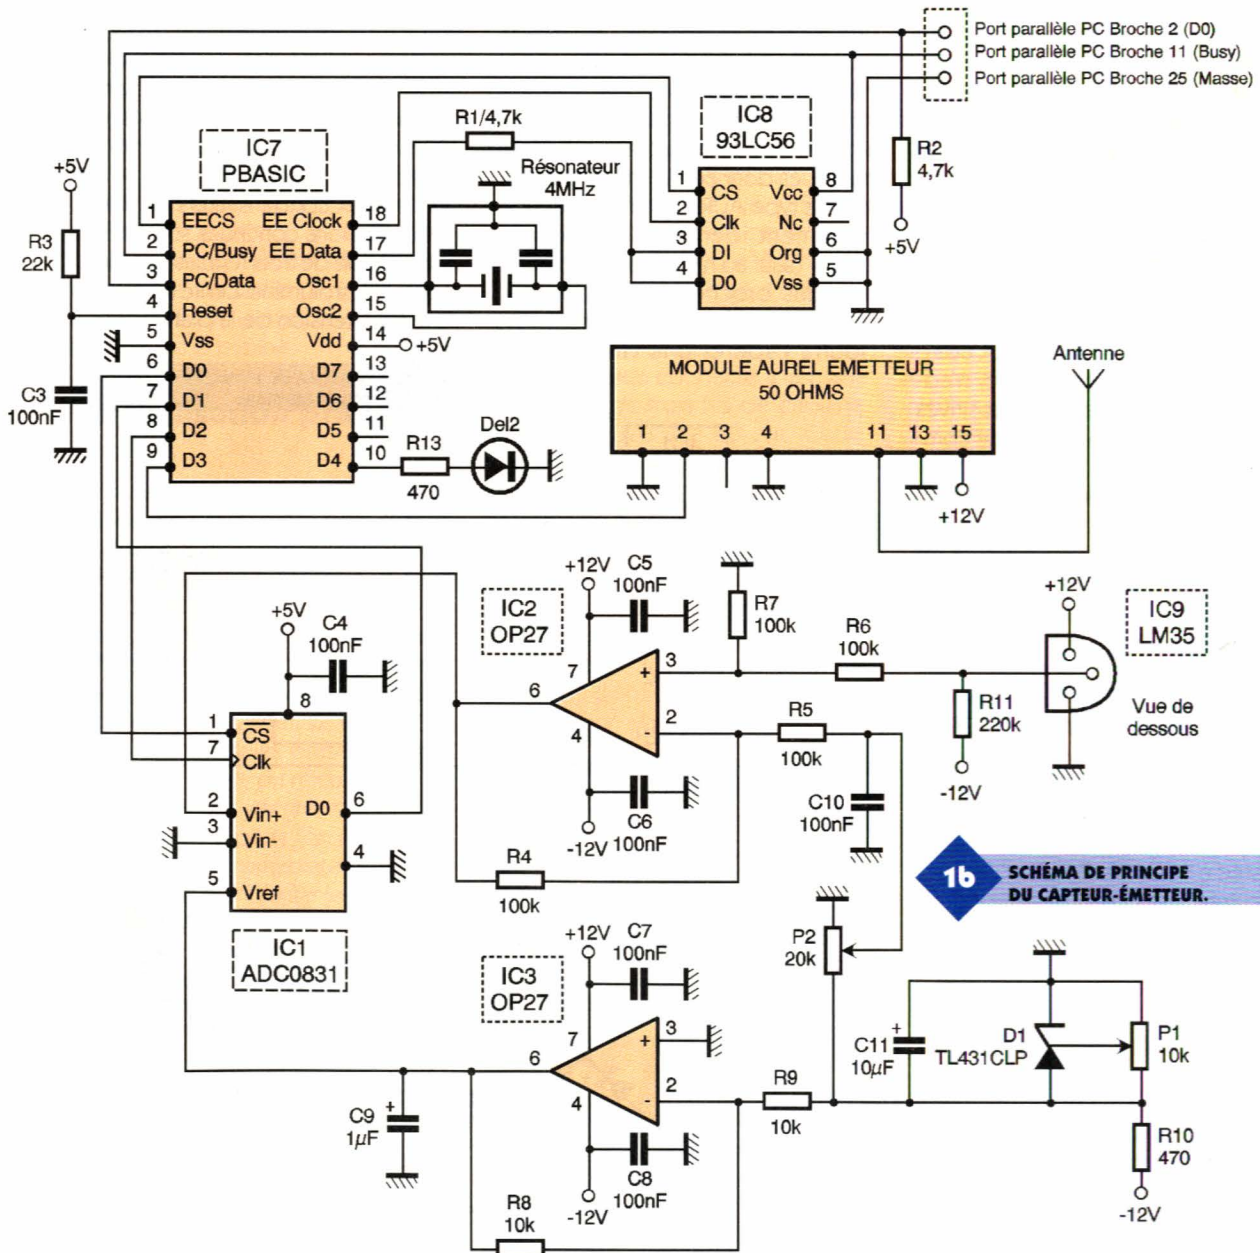 Port parallèle PC Broche 2 (D0)
Port parallèle PC Broche 11 (Busy)
Port parallèle PC Broche 25 (Masse)
IC7
PBASIC
R1/4,7k
IC8
93LC56
R2
4,7k
+5V
+5V
R3
22k
C3
100nF
Résonateur
4MHz
1 EECS
2 PC/Busy
3 PC/Data
4 Reset
5 Vss
6 D0
7 D1
8 D2
9 D3
EE Clock 18
EE Data 17
Osc1 16
Osc2 15
Vdd 14 +5V
D7 13
D6 12
D5 11
D4 10
1 CS
2 Clk
3 DI
4 D0
Vcc 8
Nc 7
Org 6
Vss 5
R13
470
Del2
MODULE AUREL EMETTEUR
50 OHMS
1 2 3 4 11 13 15
+12V
Antenne
+5V
C4
100nF
8
1 CS
7 Clk
2 Vin+
3 Vin-
5 Vref
D0 6
4
IC1
ADC0831
IC2
OP27
+12V
C5
100nF
7
6
4
+ 3
- 2
C6
100nF
-12V
R4
100k
R7
100k
R6
100k
R5
100k
C10
100nF
R11
220k
-12V
+12V
IC9
LM35
Vue de
dessous
1b
SCHÉMA DE PRINCIPE
DU CAPTEUR-ÉMETTEUR.
P2
20k
IC3
OP27
+12V
C7
100nF
7
6
4
+ 3
- 2
C8
100nF
-12V
C9
1µF
+
R8
10k
R9
10k
C11
10µF
+
D1
TL431CLP
P1
10k
R10
470
-12V